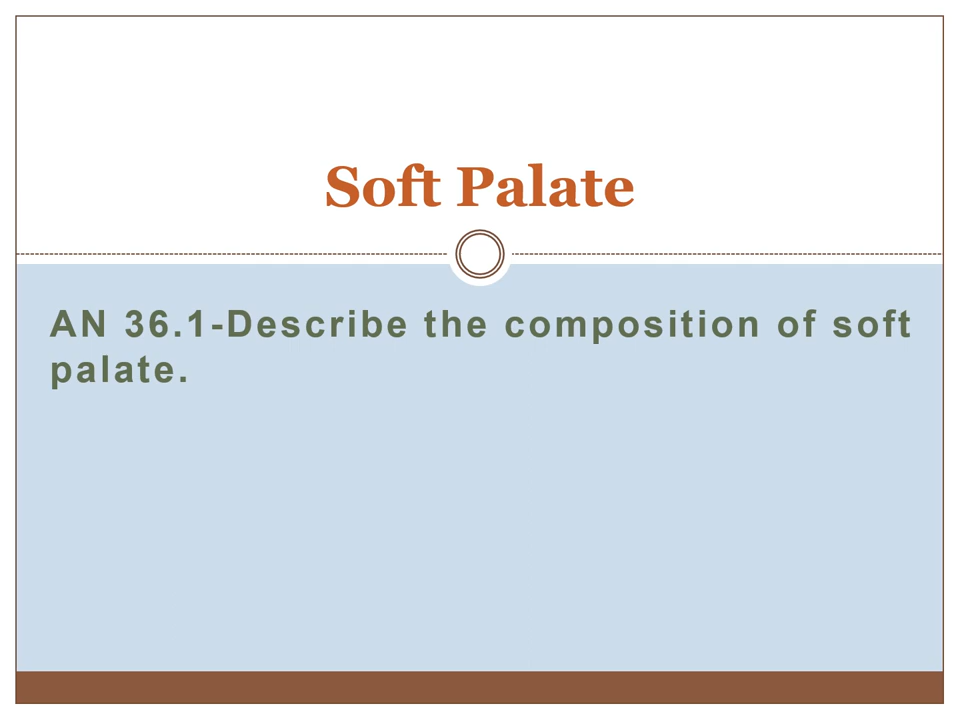 Soft Palate
AN 36.1-Describe the composition of soft
palate.